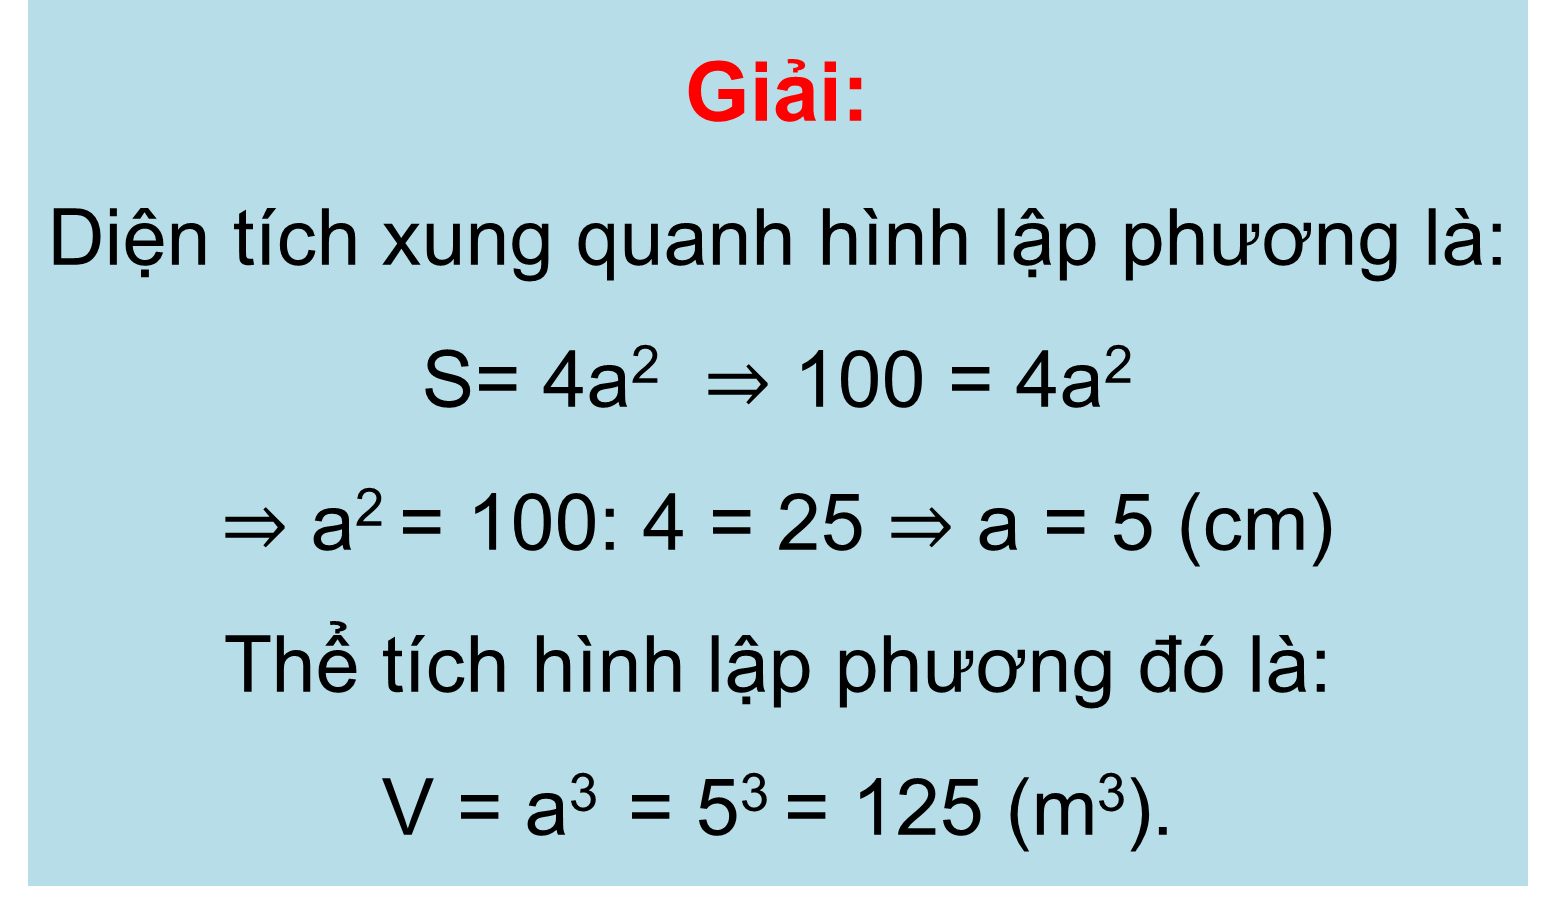 Giải:
Diện tích xung quanh hình lập phương là:
S= 4a² ⇒ 100 = 4a²
⇒ a² = 100: 4 = 25 ⇒ a = 5 (cm)
Thể tích hình lập phương đó là:
V = a³ = 5³ = 125 (m³).